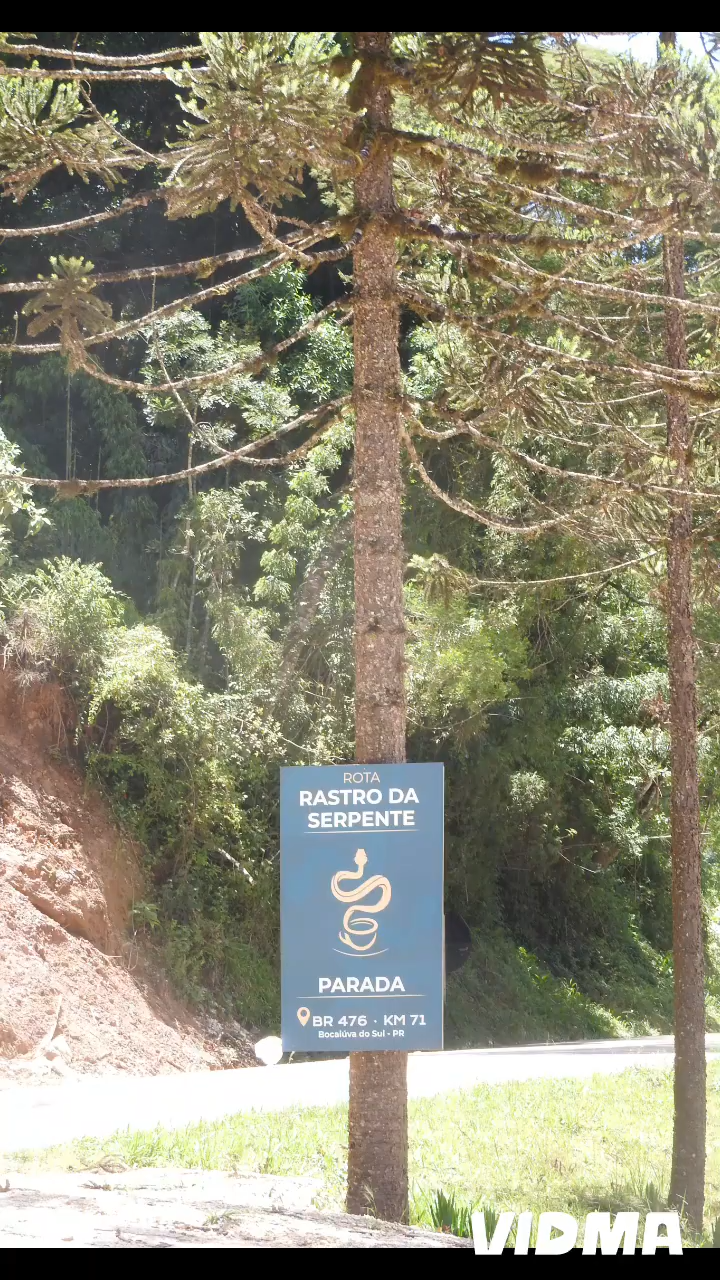 ROTA
RASTRO DA
SERPENTE
PARADA
BR 476 · KM 71
Bocaiúva do Sul - PR
VIDMA